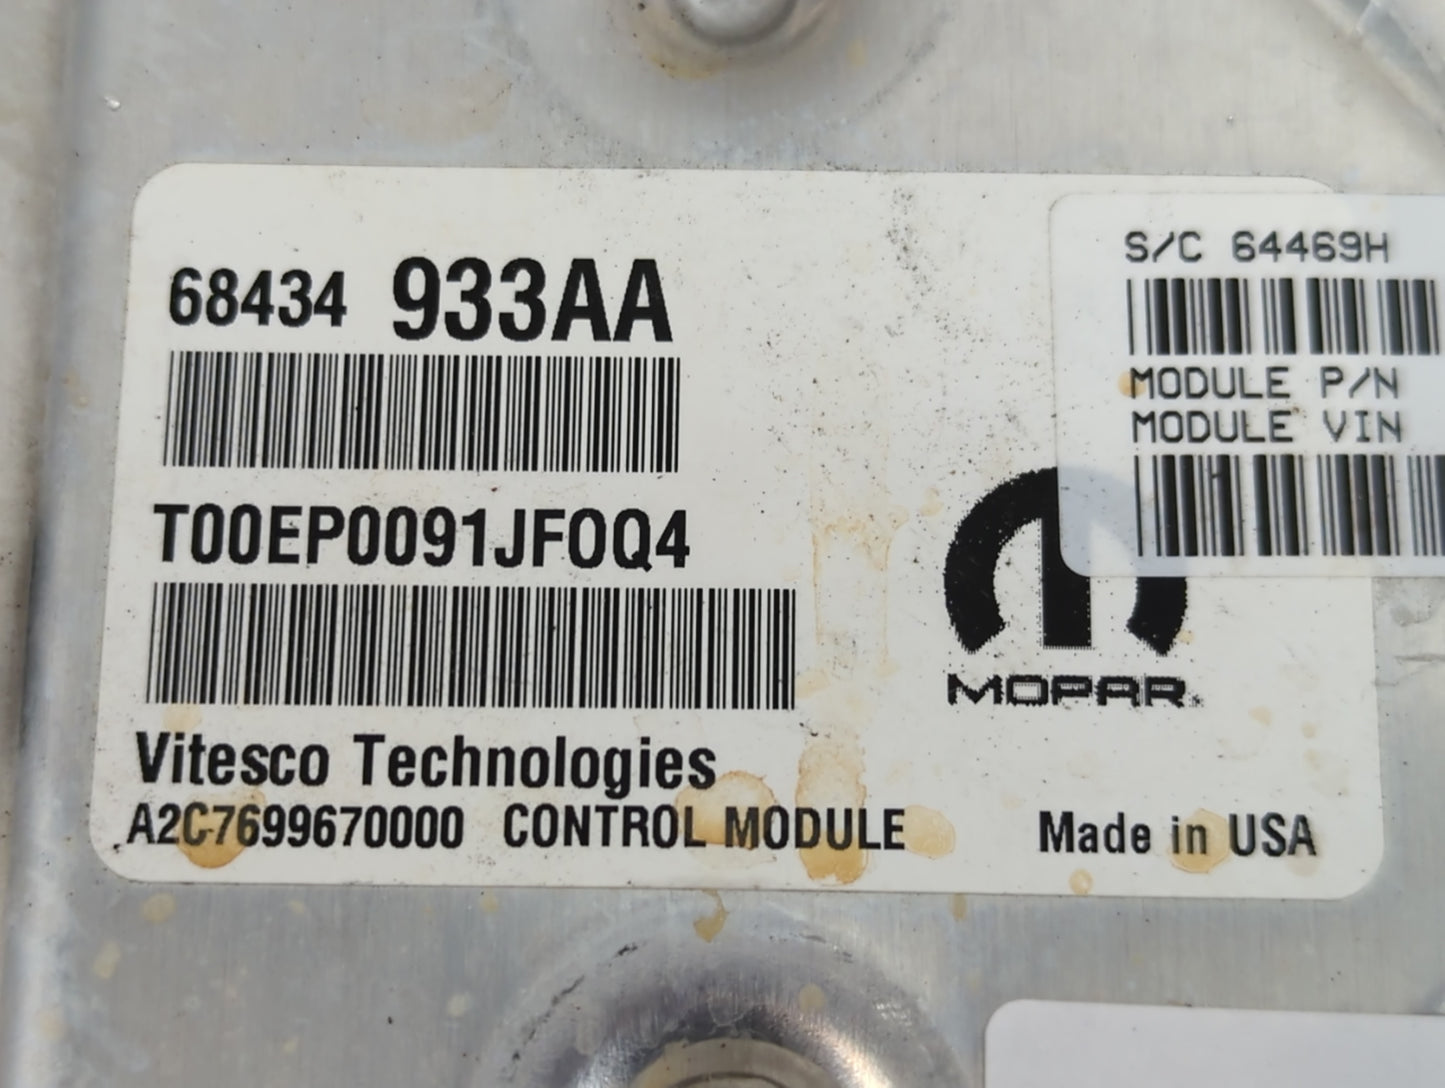 68434 933AA
T00EP0091JFOQ4
Vitesco Technologies
A2C7699670000 CONTROL MODULE
Made in USA
MOPAR
S/C 64469H
MODULE P/N
MODULE VIN